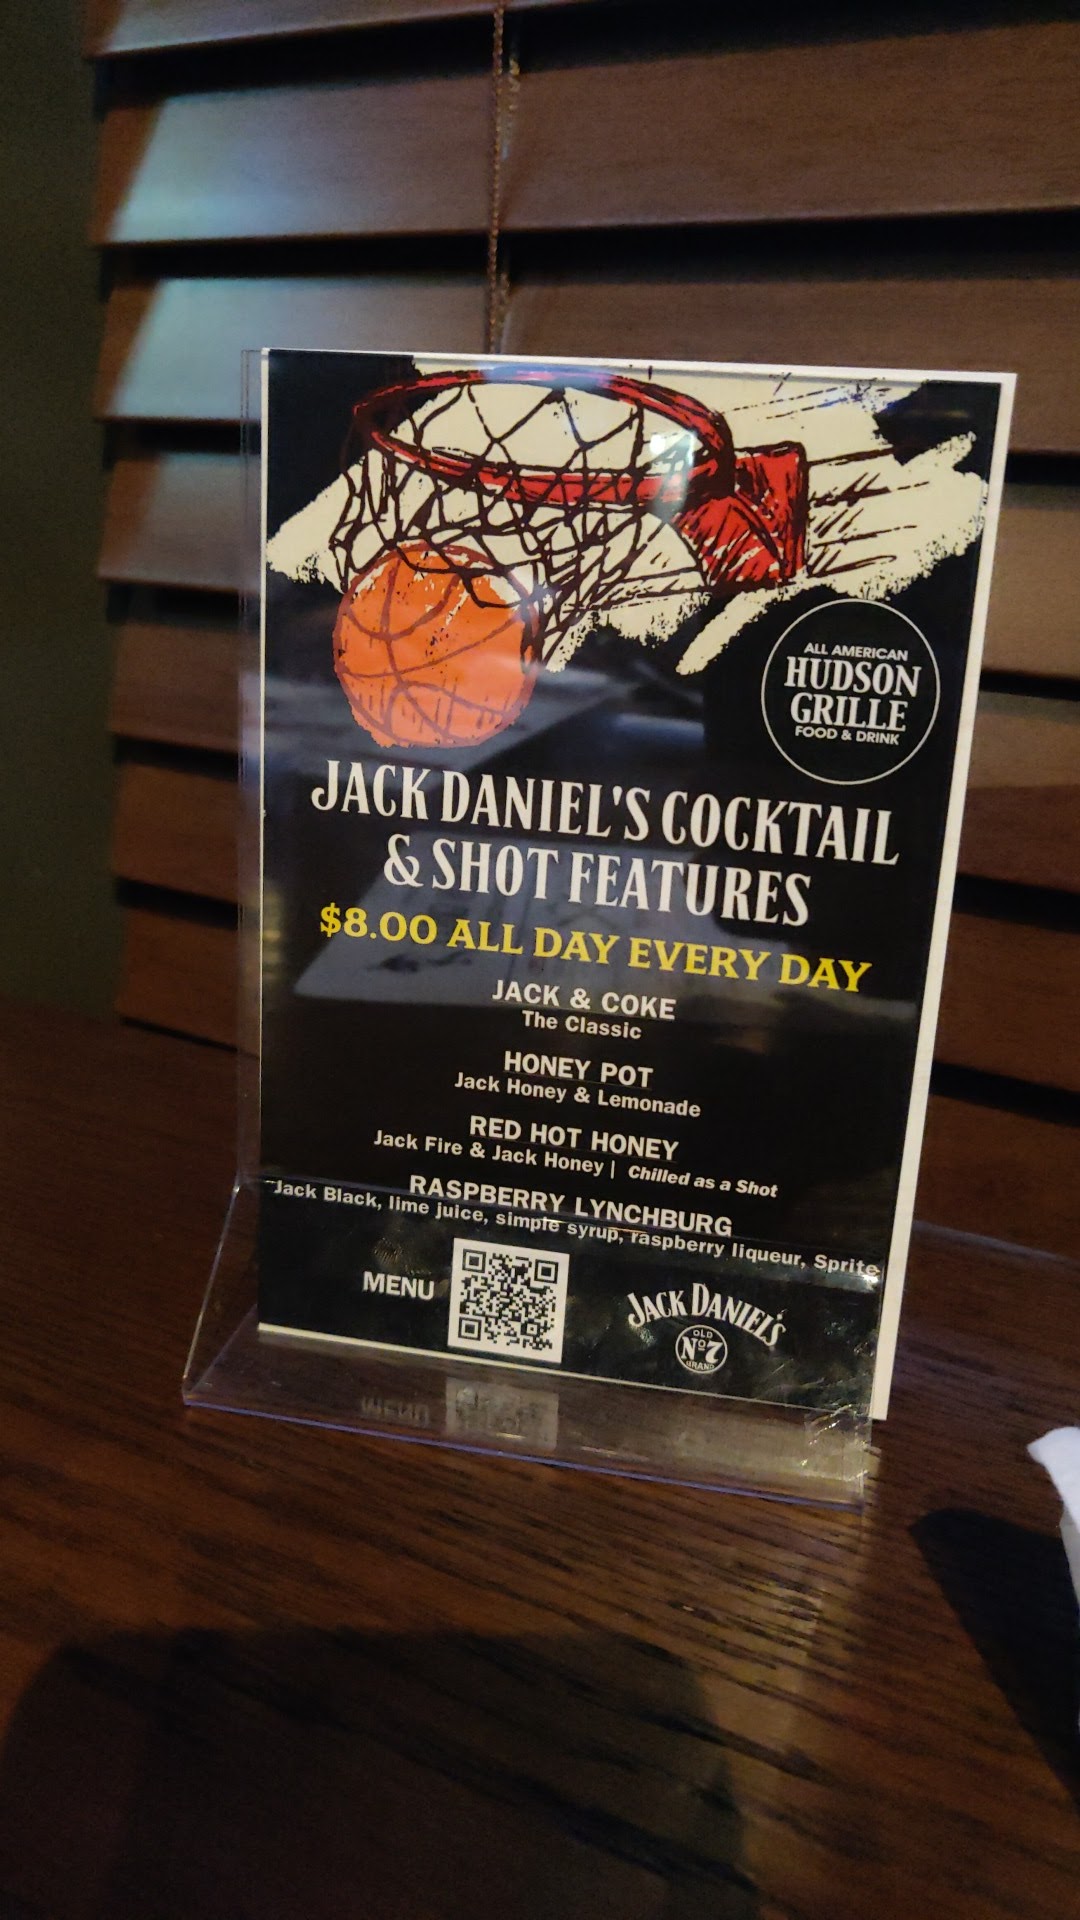 ALL AMERICAN
HUDSON
GRILLE
FOOD & DRINK
JACK DANIEL'S COCKTAIL
& SHOT FEATURES
$8.00 ALL DAY EVERY DAY
JACK & COKE
The Classic
HONEY POT
Jack Honey & Lemonade
RED HOT HONEY
Jack Fire & Jack Honey | Chilled as a Shot
RASPBERRY LYNCHBURG
Jack Black, lime juice, simple syrup, raspberry liqueur, Sprite
MENU
JACK DANIEL'S
OLD
No 7
BRAND